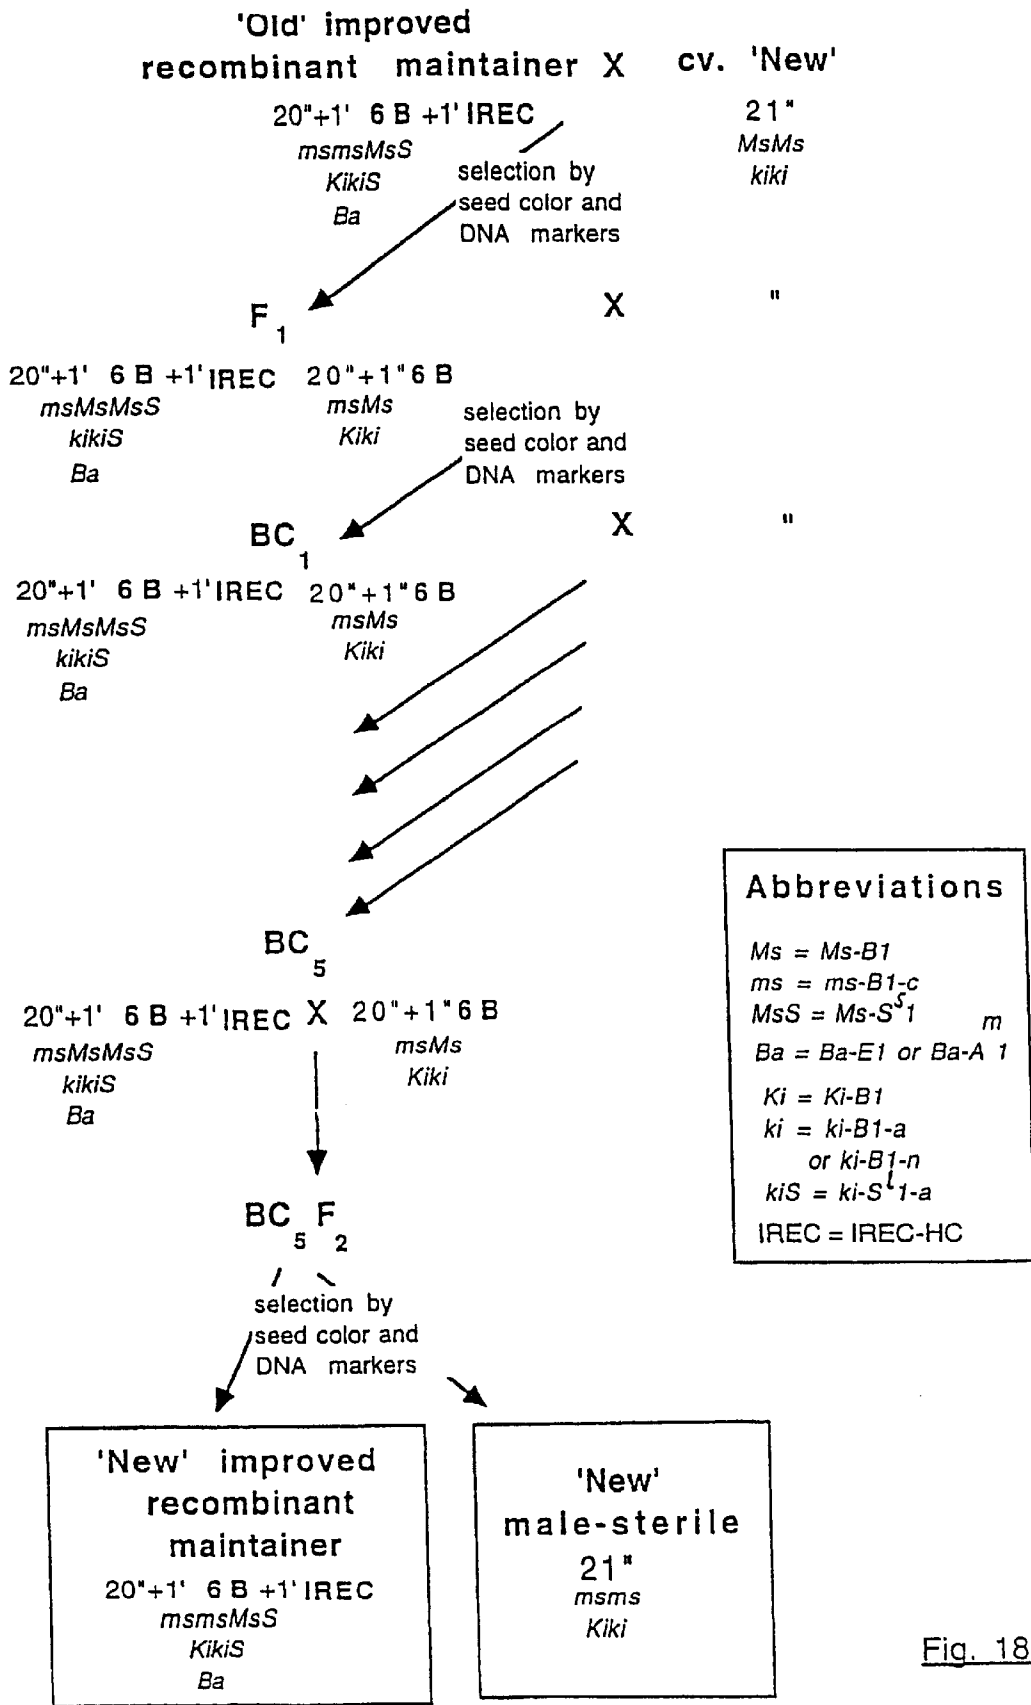 'Old' improved
recombinant maintainer X cv. 'New'
20"+1' 6 B +1' IREC 21"
msmsMsS MsMs
KikiS kiki
Ba
selection by
seed color and
DNA markers
F1 X "
20"+1' 6 B +1' IREC 20"+1"6B
msMsMsS msMs
kikiS Kiki
Ba
selection by
seed color and
DNA markers
BC1 X "
20"+1' 6 B +1' IREC 20"+1"6B
msMsMsS msMs
kikiS Kiki
Ba
BC5
20"+1' 6 B +1' IREC X 20"+1"6B
msMsMsS msMs
kikiS Kiki
Ba
BC5 F2
selection by
seed color and
DNA markers
'New' improved
recombinant
maintainer
20"+1' 6 B +1' IREC
msmsMsS
KikiS
Ba
'New'
male-sterile
21"
msms
Kiki
Abbreviations
Ms = Ms-B1
ms = ms-B1-c
MsS = Ms-Ss1
Ba = Ba-E1 or Ba-Am1
Ki = Ki-B1
ki = ki-B1-a
or ki-B1-n
kiS = ki-Sl1-a
IREC = IREC-HC
Fig. 18